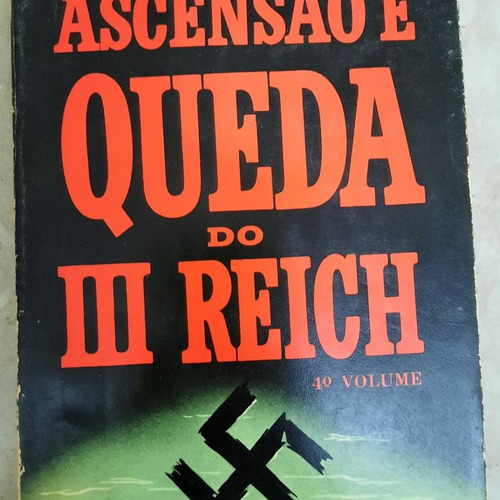 ASCENSÃO E
QUEDA
DO
III REICH
4º VOLUME